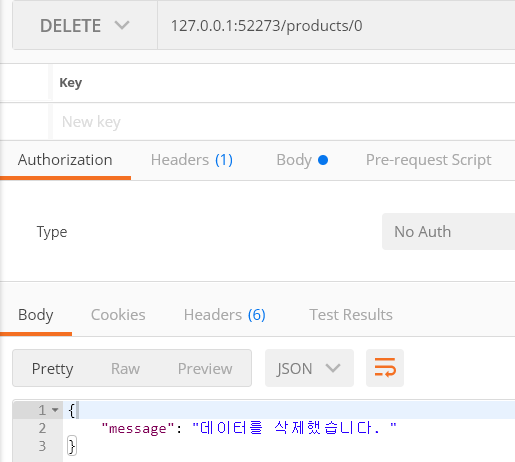 DELETE 127.0.0.1:52273/products/0
Key
New key
Authorization Headers (1) Body Pre-request Script
Type No Auth
Body Cookies Headers (6) Test Results
Pretty Raw Preview JSON
1 {
2 "message": "데이터를 삭제했습니다. "
3 }